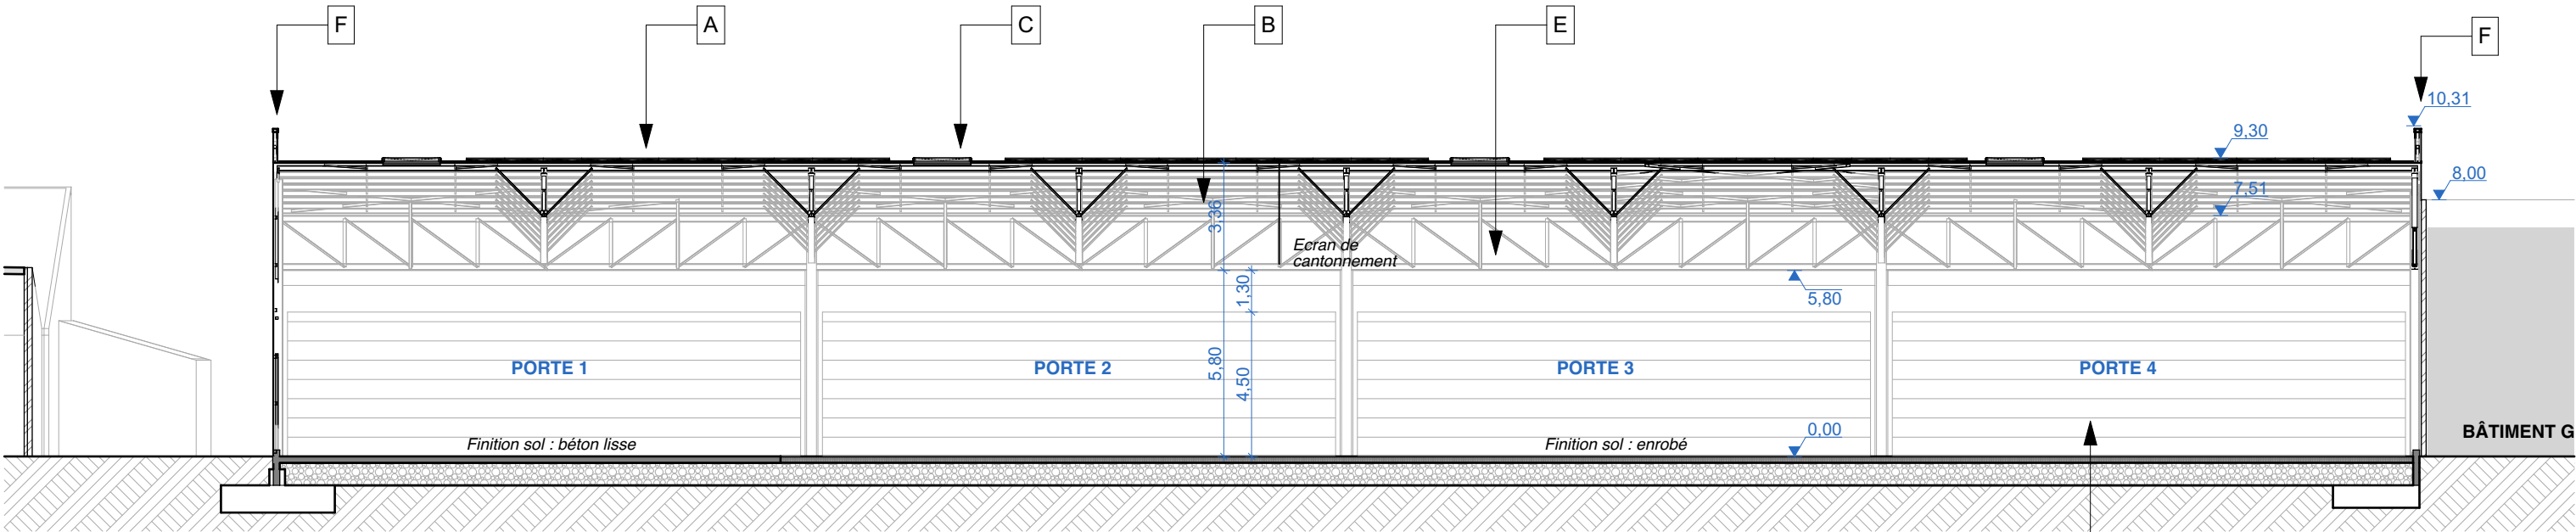 F
A
C
B
E
F
10,31
9,30
8,00
7,51
3,36
Ecran de
cantonnement
1,30
5,80
5,80
4,50
PORTE 1
PORTE 2
PORTE 3
PORTE 4
0,00
BÂTIMENT G
Finition sol : béton lisse
Finition sol : enrobé